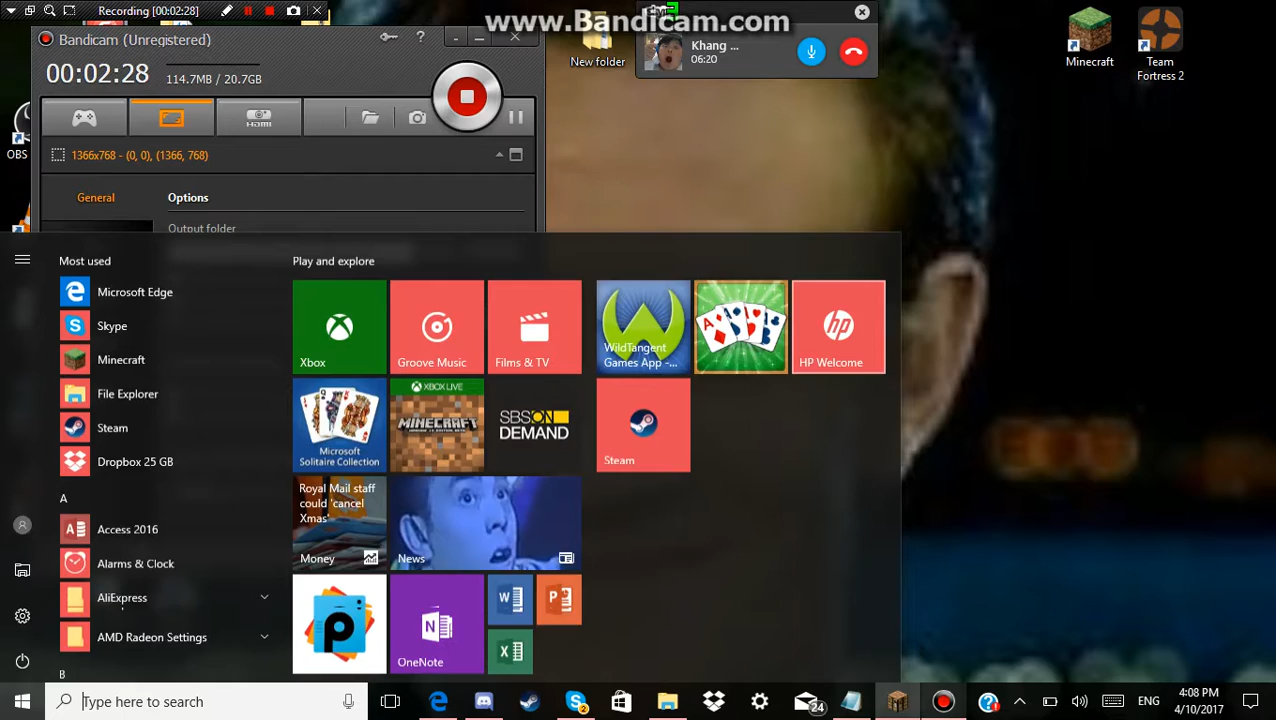 www.Bandicam.com
Recording [00:02:28]
Bandicam (Unregistered)
00:02:28
114.7MB / 20.7GB
HDMI
1366x768 - (0, 0), (1366, 768)
General
Options
Output folder
OBS
New folder
Khang ...
06:20
Minecraft
Team
Fortress 2
Most used
Microsoft Edge
Skype
Minecraft
File Explorer
Steam
Dropbox 25 GB
A
Access 2016
Alarms & Clock
AliExpress
AMD Radeon Settings
B
Play and explore
Xbox
Groove Music
Films & TV
WildTangent
Games App -...
HP Welcome
Microsoft
Solitaire Collection
XBOX LIVE
MINECRAFT
SBS ON
DEMAND
Steam
Royal Mail staff
could 'cancel
Xmas'
Money
News
OneNote
Type here to search
2
24
ENG
4:08 PM
4/10/2017